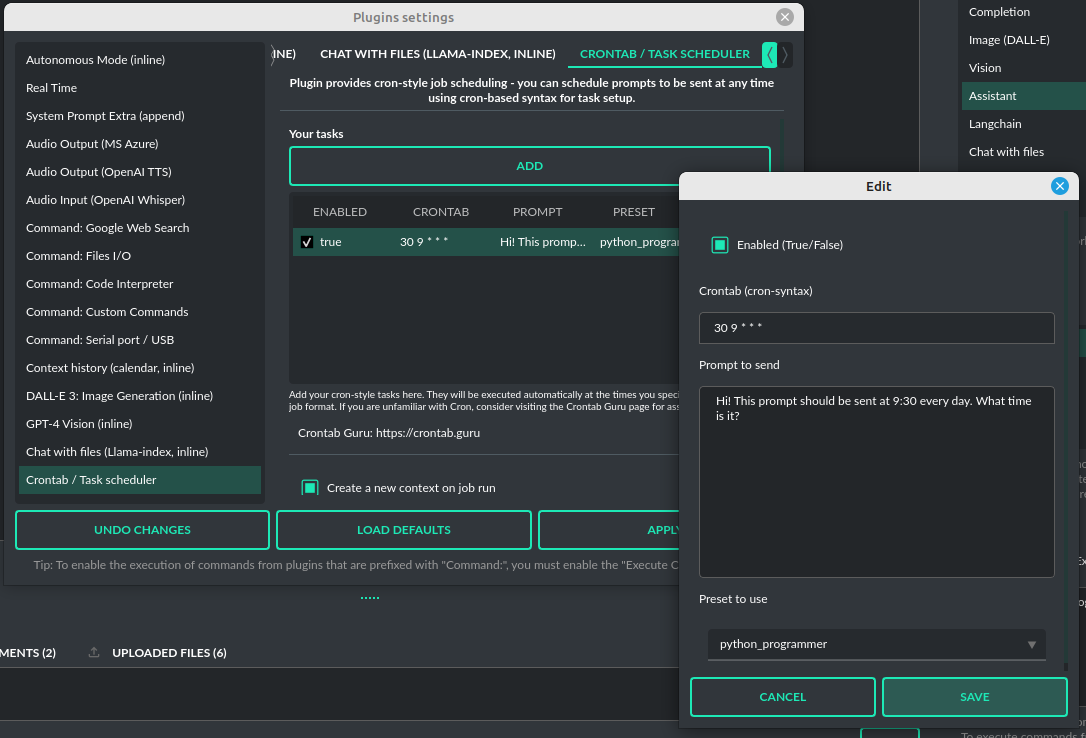 Plugins settings
Autonomous Mode (inline)
Real Time
System Prompt Extra (append)
Audio Output (MS Azure)
Audio Output (OpenAI TTS)
Audio Input (OpenAI Whisper)
Command: Google Web Search
Command: Files I/O
Command: Code Interpreter
Command: Custom Commands
Command: Serial port / USB
Context history (calendar, inline)
DALL-E 3: Image Generation (inline)
GPT-4 Vision (inline)
Chat with files (Llama-index, inline)
Crontab / Task scheduler
INE) CHAT WITH FILES (LLAMA-INDEX, INLINE) CRONTAB / TASK SCHEDULER
Plugin provides cron-style job scheduling - you can schedule prompts to be sent at any time
using cron-based syntax for task setup.
Your tasks
ADD
ENABLED CRONTAB PROMPT PRESET
true 30 9 * * * Hi! This promp... python_progran
Add your cron-style tasks here. They will be executed automatically at the times you speci
job format. If you are unfamiliar with Cron, consider visiting the Crontab Guru page for ass
Crontab Guru: https://crontab.guru
Create a new context on job run
UNDO CHANGES LOAD DEFAULTS APPLY
Tip: To enable the execution of commands from plugins that are prefixed with "Command:", you must enable the "Execute C
MENTS (2) UPLOADED FILES (6)
Completion
Image (DALL-E)
Vision
Assistant
Langchain
Chat with files
Edit
Enabled (True/False)
Crontab (cron-syntax)
30 9 * * *
Prompt to send
Hi! This prompt should be sent at 9:30 every day. What time
is it?
Preset to use
python_programmer
CANCEL SAVE
To execute commands f